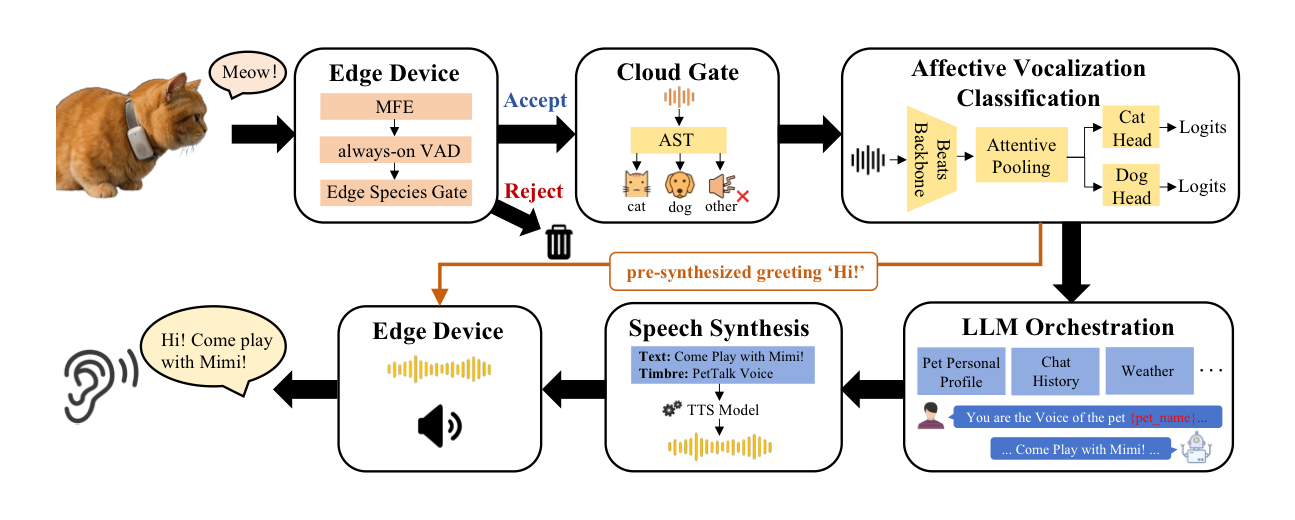 Meow!
Edge Device
MFE
always-on VAD
Edge Species Gate
Accept
Reject
Cloud Gate
AST
cat
dog
other
Affective Vocalization
Classification
Beats
Backbone
Attentive
Pooling
Cat
Head
Logits
Dog
Head
Logits
pre-synthesized greeting ‘Hi!’
Hi! Come play
with Mimi!
Edge Device
Speech Synthesis
Text: Come Play with Mimi!
Timbre: PetTalk Voice
TTS Model
LLM Orchestration
Pet Personal
Profile
Chat
History
Weather
···
You are the Voice of the pet {pet_name}...
... Come Play with Mimi! ...